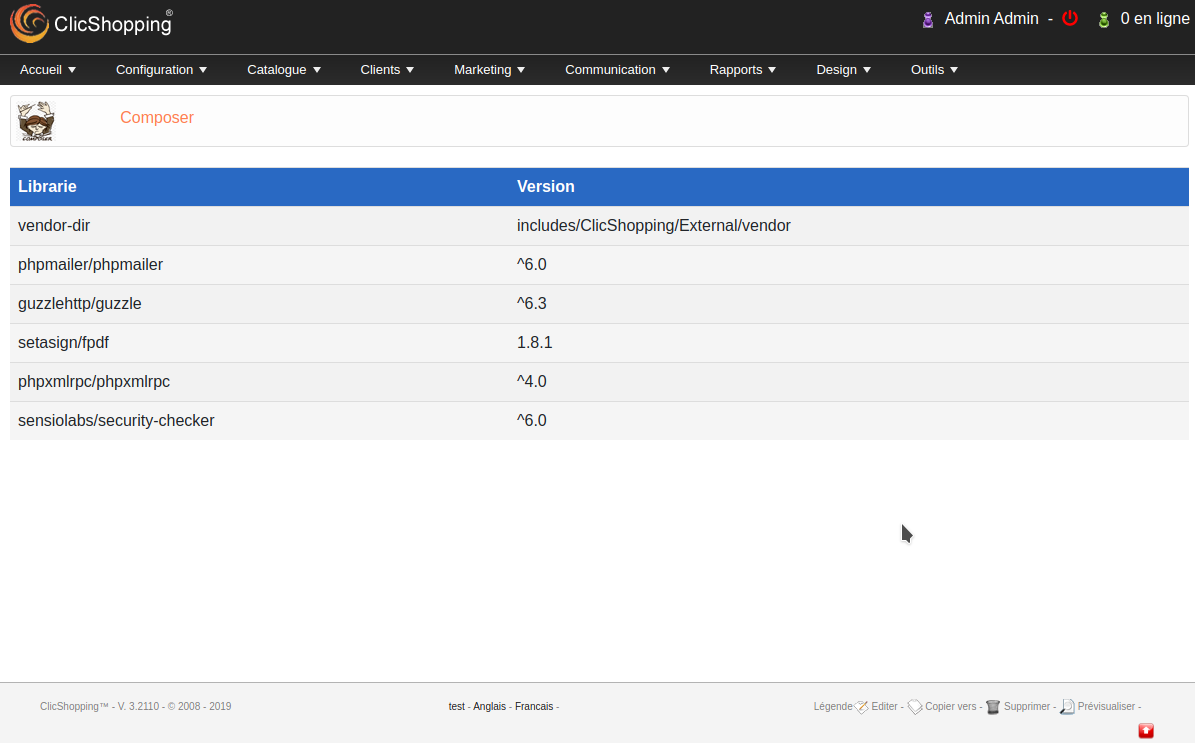 ClicShopping® Admin Admin - 0 en ligne
Accueil Configuration Catalogue Clients Marketing Communication Rapports Design Outils
COMPOSER Composer
Librarie Version
vendor-dir includes/ClicShopping/External/vendor
phpmailer/phpmailer ^6.0
guzzlehttp/guzzle ^6.3
setasign/fpdf 1.8.1
phpxmlrpc/phpxmlrpc ^4.0
sensiolabs/security-checker ^6.0
ClicShopping™ - V. 3.2110 - © 2008 - 2019 test - Anglais - Francais - Légende Editer - Copier vers - Supprimer - Prévisualiser -